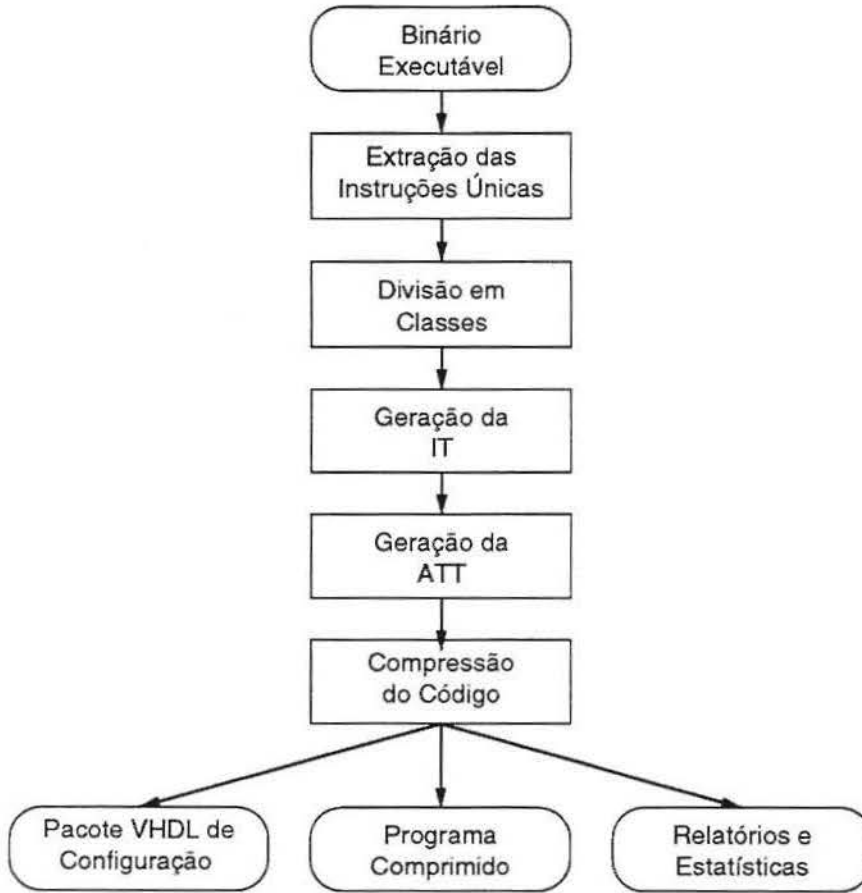 Binário
Executável
Extração das
Instruções Únicas
Divisão em
Classes
Geração da
IT
Geração da
ATT
Compressão
do Código
Pacote VHDL de
Configuração
Programa
Comprimido
Relatórios e
Estatísticas